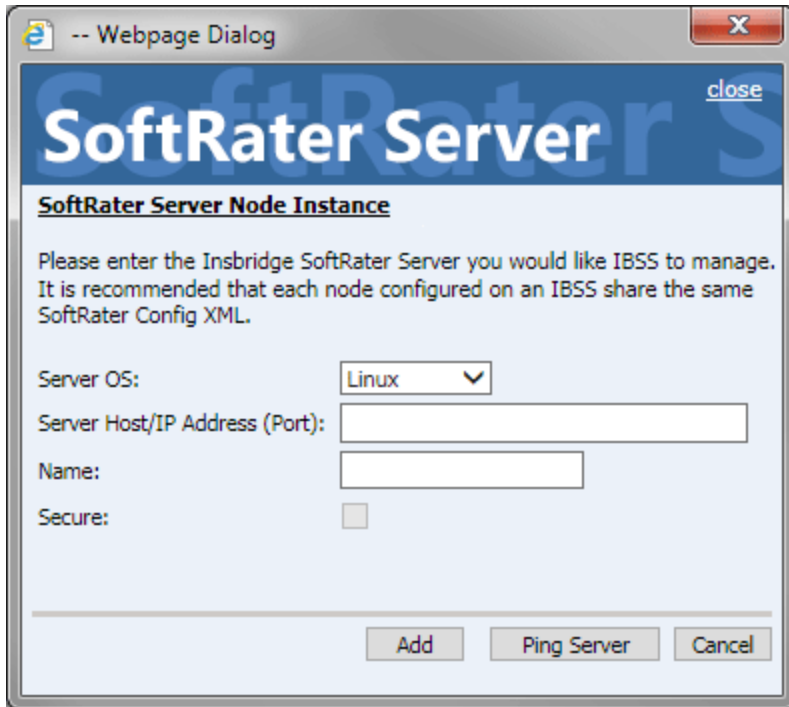 -- Webpage Dialog
close
SoftRater Server
SoftRater Server Node Instance
Please enter the Insbridge SoftRater Server you would like IBSS to manage.
It is recommended that each node configured on an IBSS share the same
SoftRater Config XML.
Server OS: Linux
Server Host/IP Address (Port):
Name:
Secure:
Add Ping Server Cancel